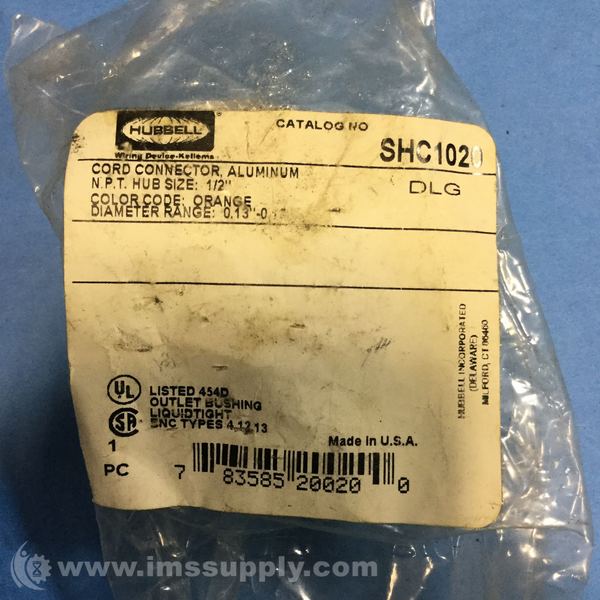 HUBBELL
Wiring Device-Kellems
CATALOG NO
SHC1020
DLG
CORD CONNECTOR, ALUMINUM
N.P.T. HUB SIZE: 1/2"
COLOR CODE: ORANGE
DIAMETER RANGE: 0.13"-0
HUBBELL INCORPORATED
(DELAWARE)
MILFORD, CT 06460
UL
LISTED 454D
OUTLET BUSHING
LIQUIDTIGHT
ENC TYPES 4,12,13
SA
1
PC
Made in U.S.A.
7 83585 20020 0
www.imssupply.com